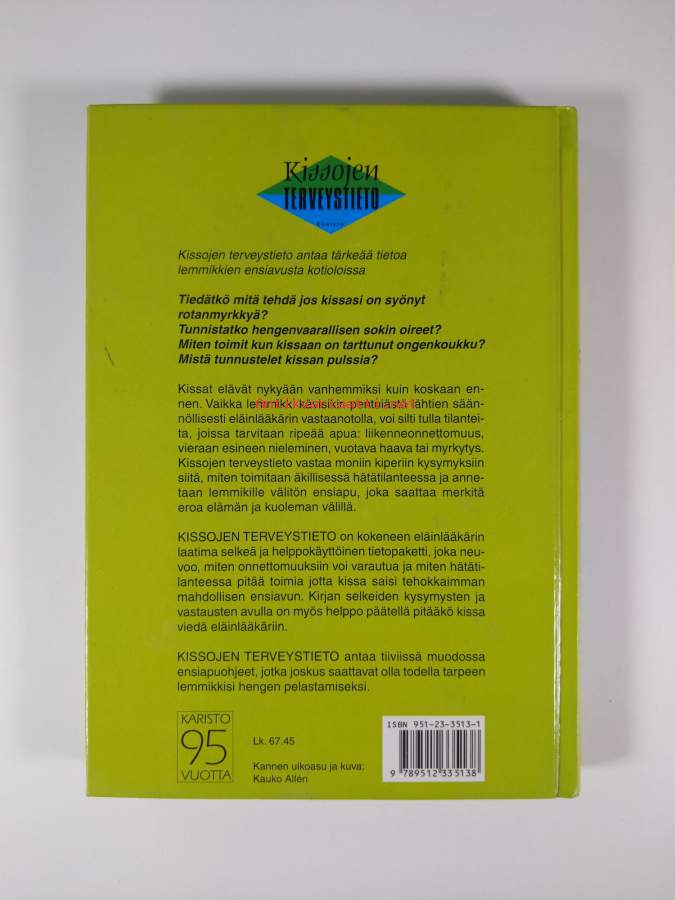 Kissojen
TERVEYSTIETO
KARISTO
Kissojen terveystieto antaa tärkeää tietoa
lemmikkien ensiavusta kotioloissa
Tiedätkö mitä tehdä jos kissasi on syönyt
rotanmyrkkyä?
Tunnistatko hengenvaarallisen sokin oireet?
Miten toimit kun kissaan on tarttunut ongenkoukku?
Mistä tunnustelet kissan pulssia?
Kissat elävät nykyään vanhemmiksi kuin koskaan en-
nen. Vaikka lemmikki kävisikin pentuiästä lähtien sään-
nöllisesti eläinlääkärin vastaanotolla, voi silti tulla tilantei-
ta, joissa tarvitaan ripeää apua: liikenneonnettomuus,
vieraan esineen nieleminen, vuotava haava tai myrkytys.
Kissojen terveystieto vastaa moniin kiperiin kysymyksiin
siitä, miten toimitaan äkillisessä hätätilanteessa ja anne-
taan lemmikille välitön ensiapu, joka saattaa merkitä
eroa elämän ja kuoleman välillä.
KISSOJEN TERVEYSTIETO on kokeneen eläinlääkärin
laatima selkeä ja helppokäyttöinen tietopaketti, joka neu-
voo, miten onnettomuuksiin voi varautua ja miten hätäti-
lanteessa pitää toimia jotta kissa saisi tehokkaimman
mahdollisen ensiavun. Kirjan selkeiden kysymysten ja
vastausten avulla on myös helppo päätellä pitääkö kissa
viedä eläinlääkäriin.
KISSOJEN TERVEYSTIETO antaa tiiviissä muodossa
ensiapuohjeet, jotka joskus saattavat olla todella tarpeen
lemmikkisi hengen pelastamiseksi.
KARISTO
95
VUOTTA
Lk. 67.45
Kannen ulkoasu ja kuva:
Kauko Allén
ISBN 951-23-3513-1
9 789512 335138